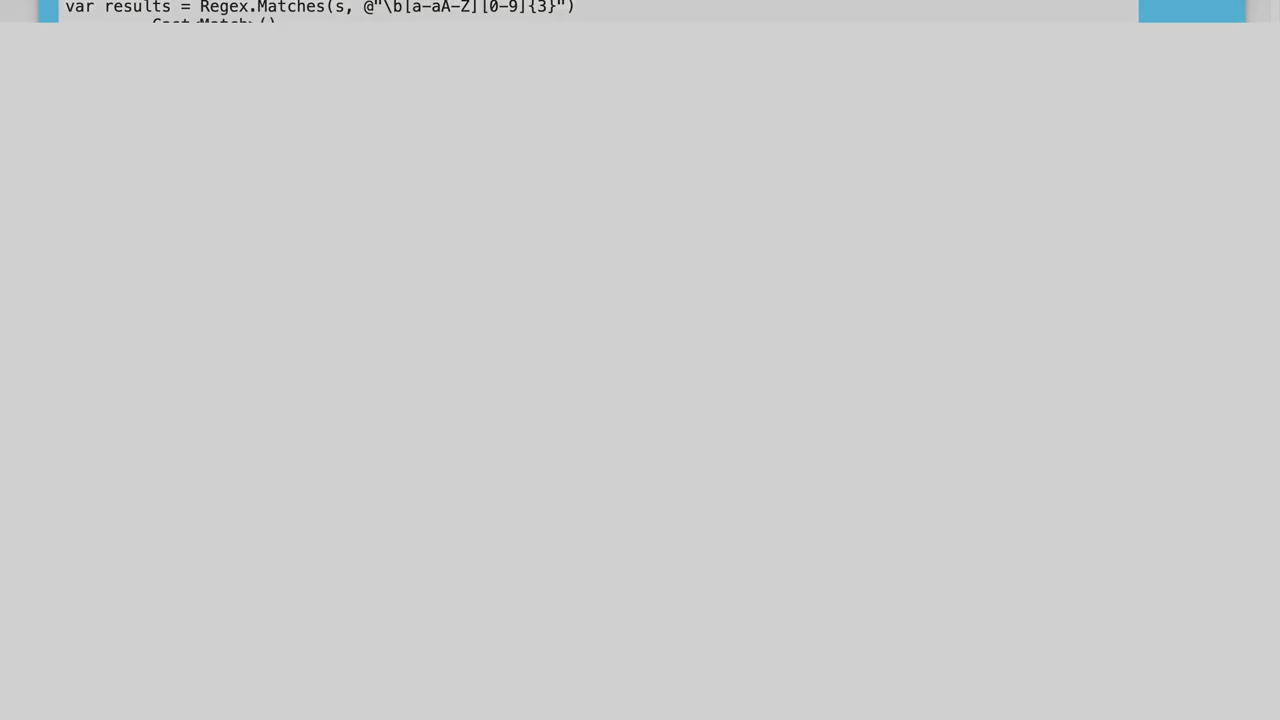 var results = Regex.Matches(s, @"\b[a-aA-Z][0-9]{3}")